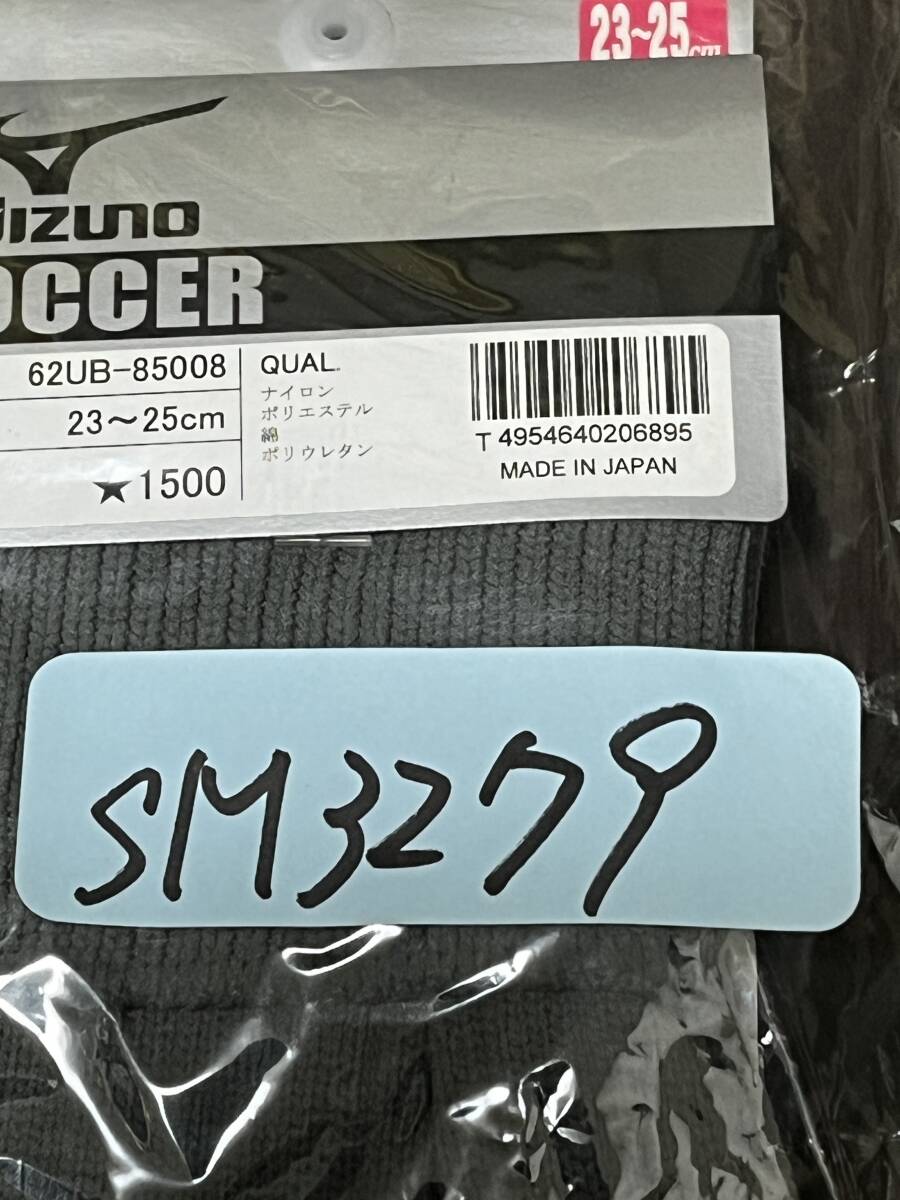 23~25cm
MIZUNO
SOCCER
62UB-85008
23～25cm
★1500
QUAL.
ナイロン
ポリエステル
綿
ポリウレタン
T 4954640206895
MADE IN JAPAN
SM3279